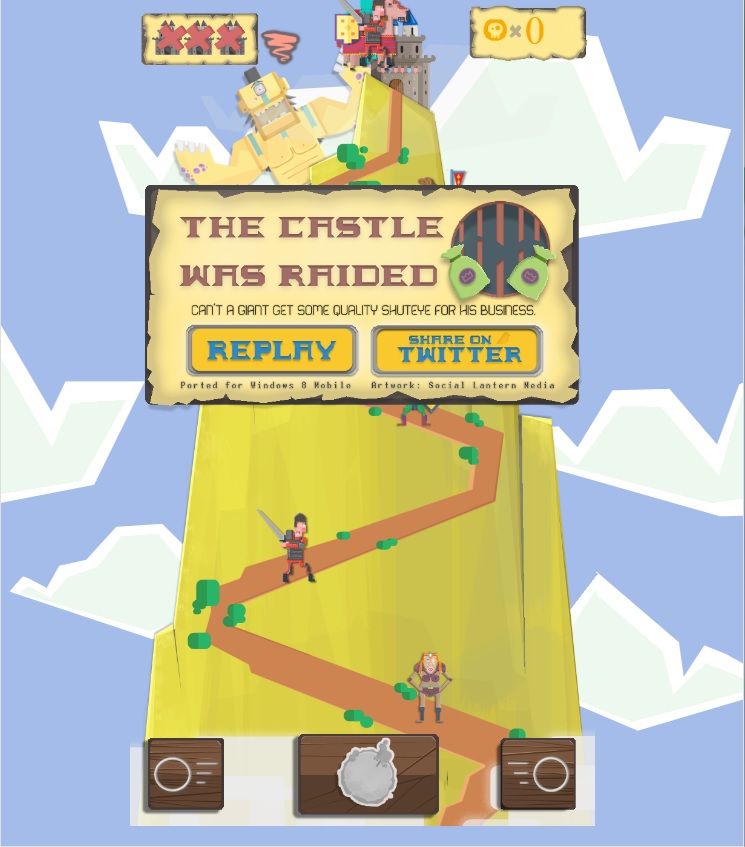 ×0
THE CASTLE
WAS RAIDED
CAN'T A GIANT GET SOME QUALITY SHUTEYE FOR HIS BUSINESS.
REPLAY
SHARE ON
TWITTER
Ported for Windows 8 Mobile
Artwork: Social Lantern Media